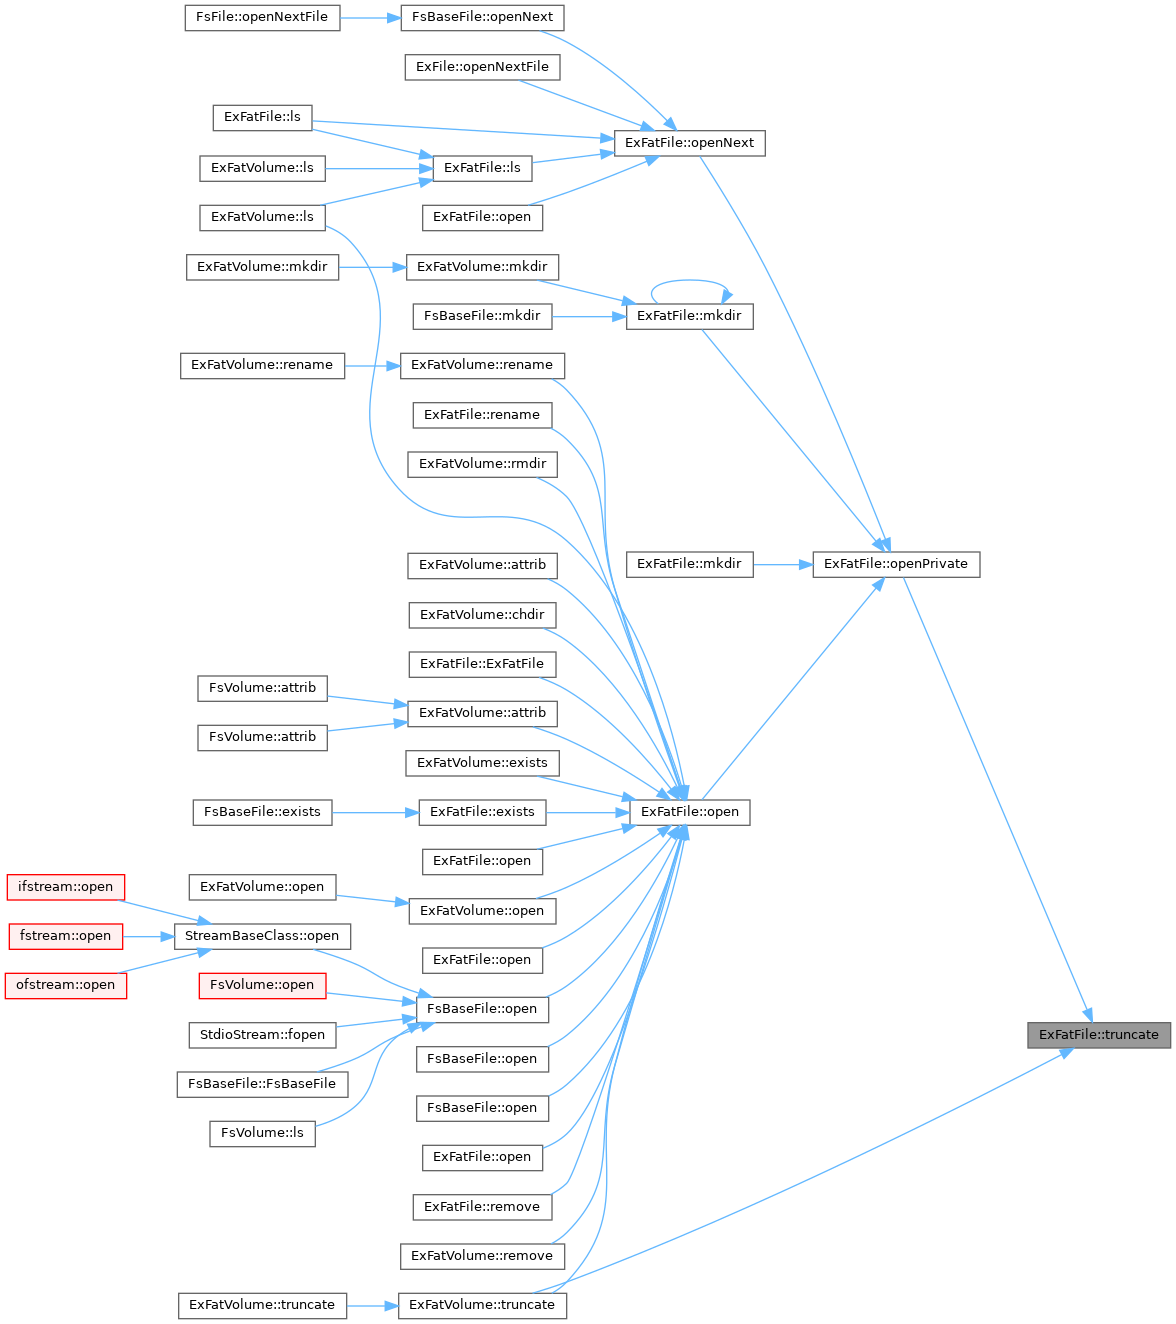 FsFile::openNextFile
FsBaseFile::openNext
ExFile::openNextFile
ExFatFile::ls
ExFatFile::openNext
ExFatVolume::ls
ExFatFile::ls
ExFatVolume::ls
ExFatFile::open
ExFatVolume::mkdir
ExFatVolume::mkdir
FsBaseFile::mkdir
ExFatFile::mkdir
ExFatVolume::rename
ExFatVolume::rename
ExFatFile::rename
ExFatVolume::rmdir
ExFatVolume::attrib
ExFatFile::mkdir
ExFatFile::openPrivate
ExFatVolume::chdir
ExFatFile::ExFatFile
FsVolume::attrib
ExFatVolume::attrib
FsVolume::attrib
ExFatVolume::exists
FsBaseFile::exists
ExFatFile::exists
ExFatFile::open
ExFatFile::open
ifstream::open
ExFatVolume::open
ExFatVolume::open
fstream::open
StreamBaseClass::open
ExFatFile::open
ofstream::open
FsVolume::open
FsBaseFile::open
StdioStream::fopen
ExFatFile::truncate
FsBaseFile::open
FsBaseFile::FsBaseFile
FsBaseFile::open
FsVolume::ls
ExFatFile::open
ExFatFile::remove
ExFatVolume::remove
ExFatVolume::truncate
ExFatVolume::truncate